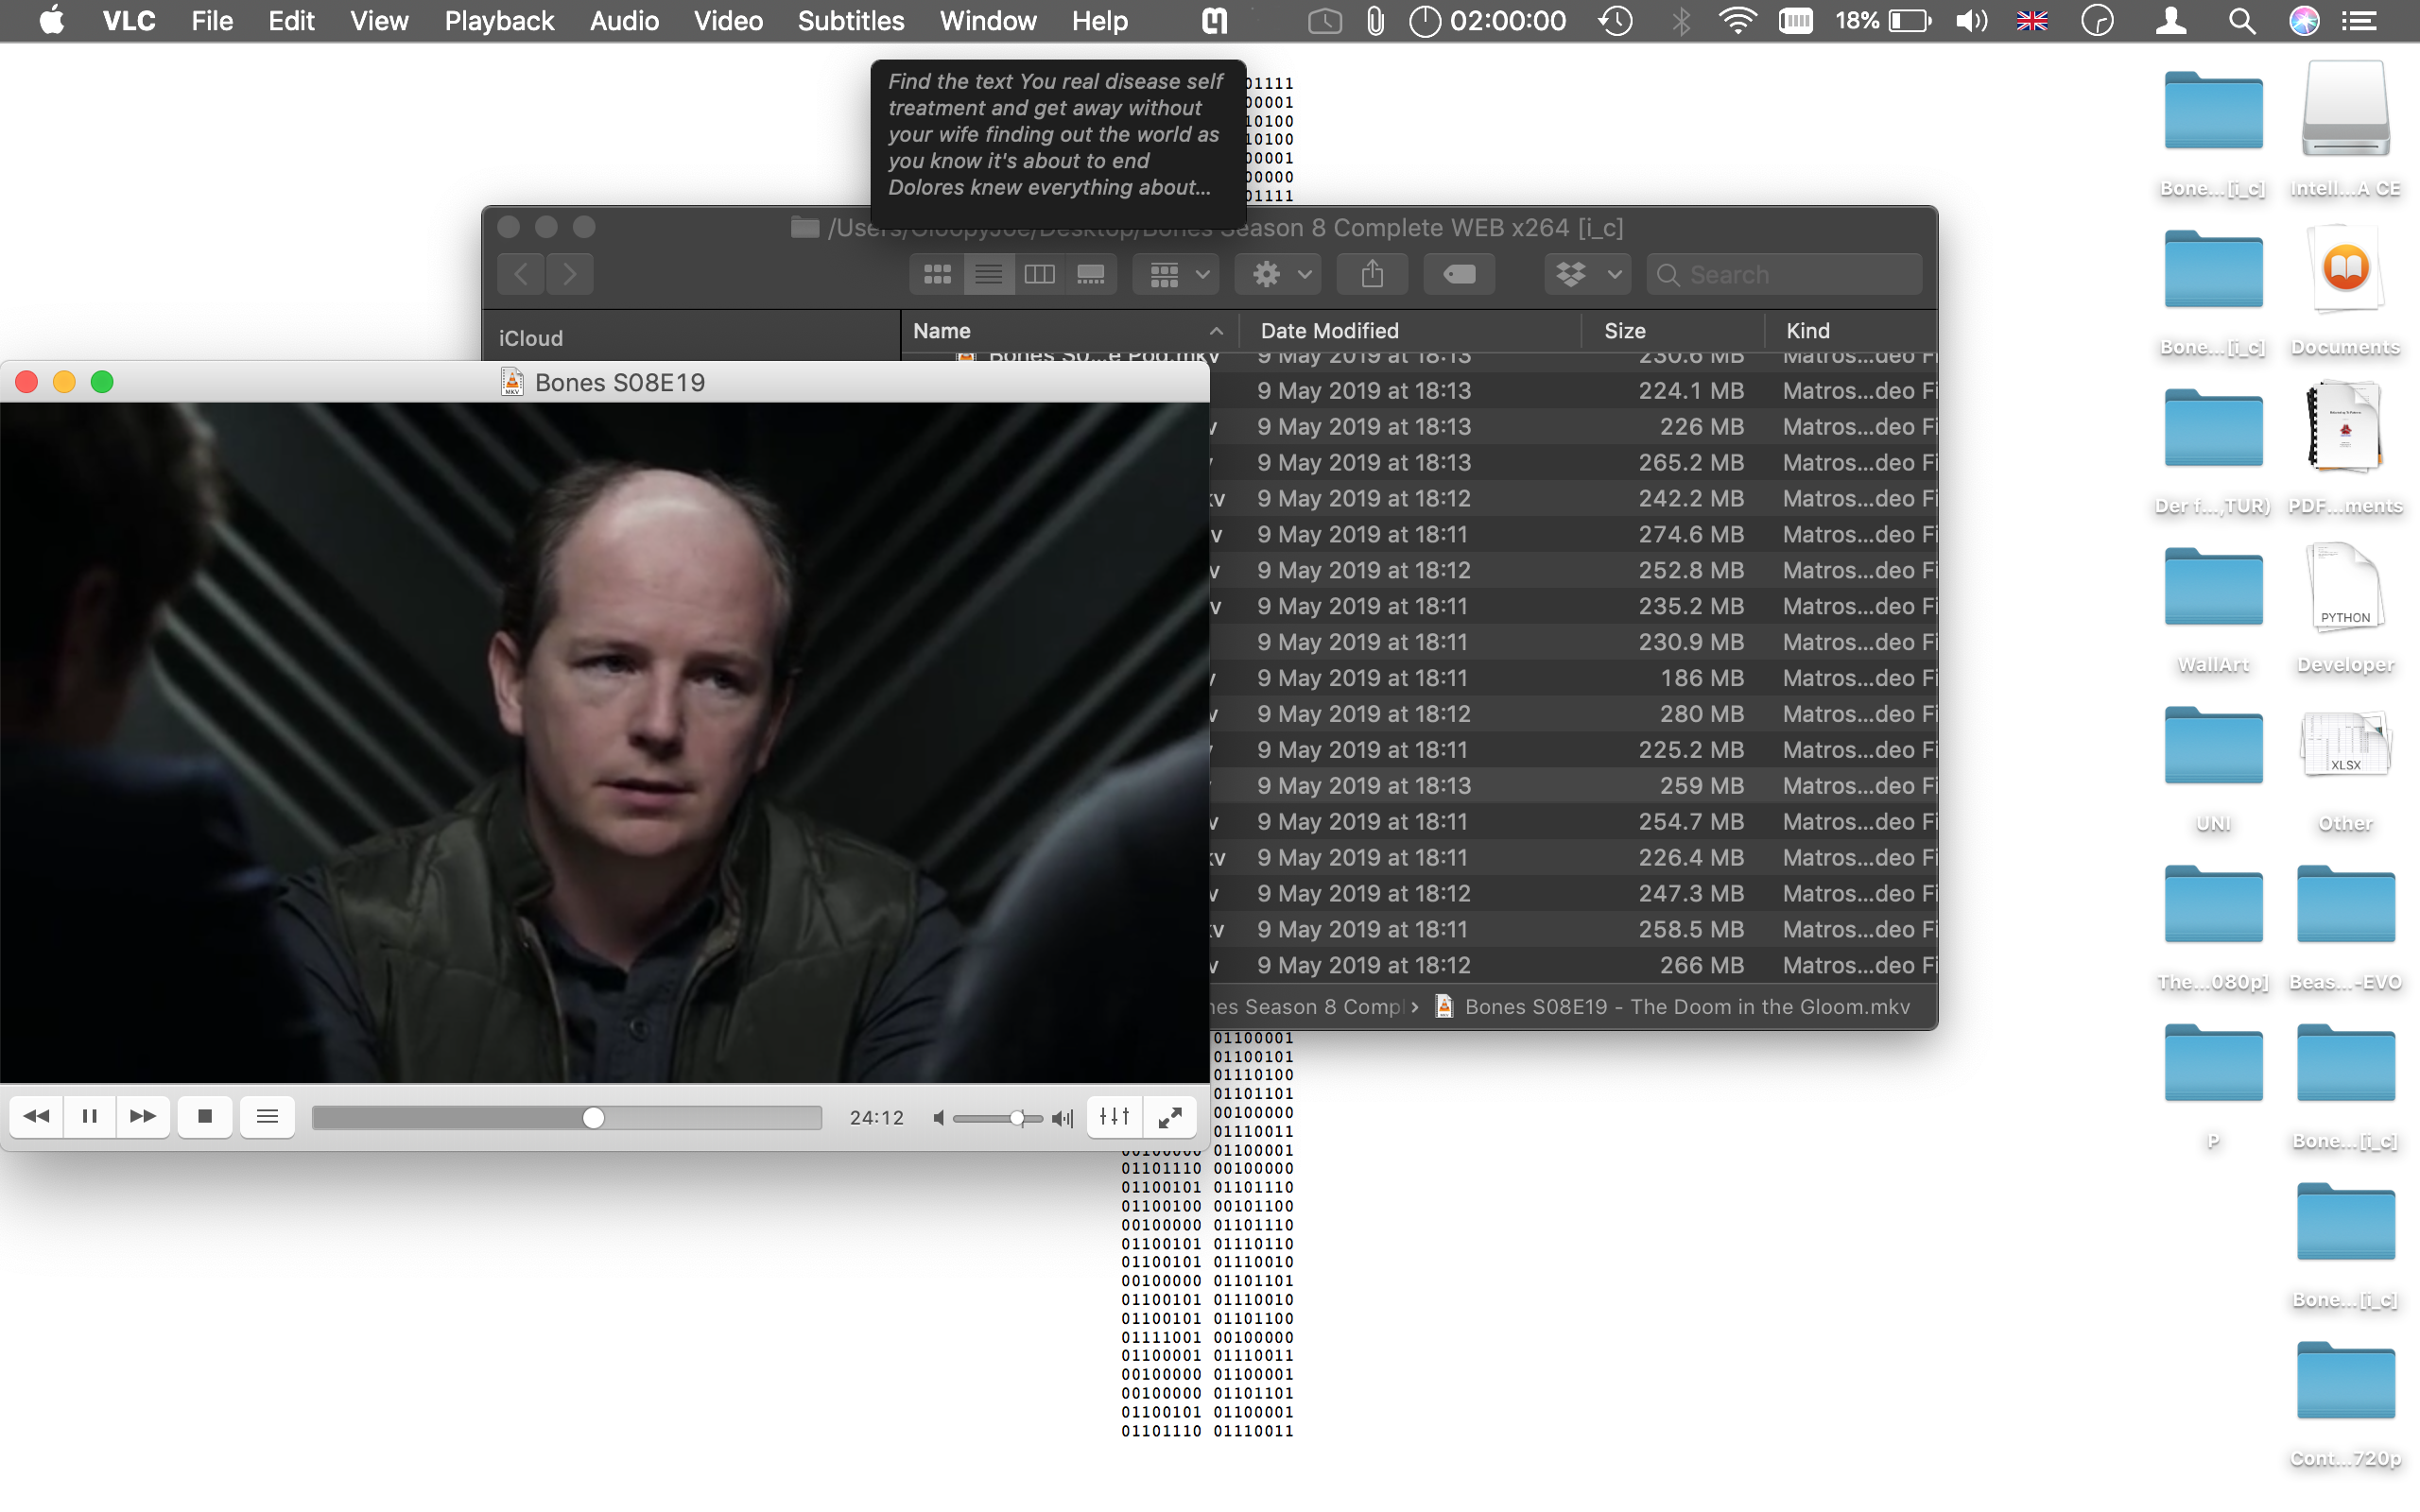 VLC File Edit View Playback Audio Video Subtitles Window Help 02:00:00 18%
Find the text You real disease self
treatment and get away without
your wife finding out the world as
you know it's about to end
Dolores knew everything about...
01111
00001
10100
10100
00001
00000
01111
Season 8 Complete WEB x264 [i_c]
Search
iCloud
Name Date Modified Size Kind
Bones S0...e Pod.mkv 9 May 2019 at 18:13 230.6 MB Matros...deo Fi
9 May 2019 at 18:13 224.1 MB Matros...deo Fi
9 May 2019 at 18:13 226 MB Matros...deo Fi
9 May 2019 at 18:13 265.2 MB Matros...deo Fi
9 May 2019 at 18:12 242.2 MB Matros...deo Fi
9 May 2019 at 18:11 274.6 MB Matros...deo Fi
9 May 2019 at 18:12 252.8 MB Matros...deo Fi
9 May 2019 at 18:11 235.2 MB Matros...deo Fi
9 May 2019 at 18:11 230.9 MB Matros...deo Fi
9 May 2019 at 18:11 186 MB Matros...deo Fi
9 May 2019 at 18:12 280 MB Matros...deo Fi
9 May 2019 at 18:11 225.2 MB Matros...deo Fi
9 May 2019 at 18:13 259 MB Matros...deo Fi
9 May 2019 at 18:11 254.7 MB Matros...deo Fi
9 May 2019 at 18:11 226.4 MB Matros...deo Fi
9 May 2019 at 18:12 247.3 MB Matros...deo Fi
9 May 2019 at 18:11 258.5 MB Matros...deo Fi
9 May 2019 at 18:12 266 MB Matros...deo Fi
nes Season 8 Compl Bones S08E19 - The Doom in the Gloom.mkv
Bones S08E19
24:12
01100001
01100101
01110100
01101101
00100000
01110011
00100000 01100001
01101110 00100000
01100101 01101110
01100100 00101100
00100000 01101110
01100101 01110110
01100101 01110010
00100000 01101101
01100101 01110010
01100101 01101100
01111001 00100000
01100001 01110011
00100000 01100001
00100000 01101101
01100101 01100001
01101110 01110011
Bone...[i_c] Intell...A CE
Bone...[i_c] Documents
Der f...,TUR) PDF...ments
PYTHON
WallArt Developer
XLSX
UNI Other
The...080p] Beas...-EVO
P Bone...[i_c]
Bone...[i_c]
Cont...720p